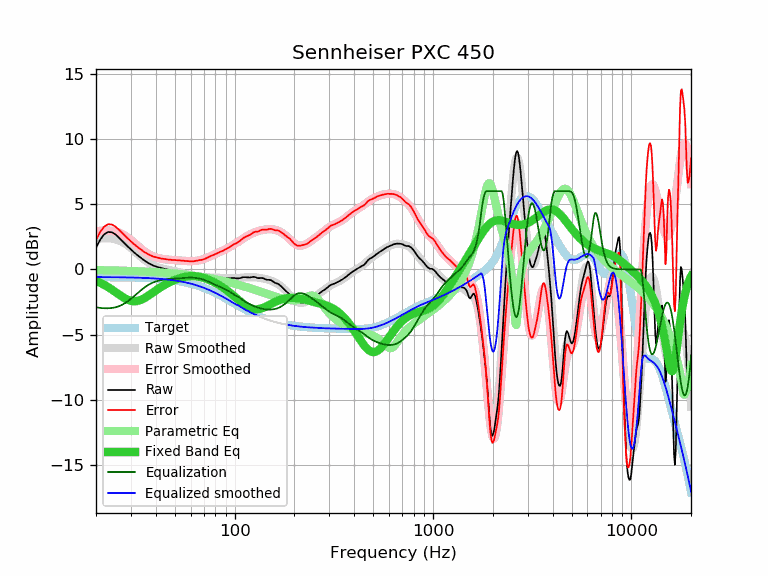 Sennheiser PXC 450
15
10
5
0
−5
−10
−15
Amplitude (dBr)
Target
Raw Smoothed
Error Smoothed
Raw
Error
Parametric Eq
Fixed Band Eq
Equalization
Equalized smoothed
100 1000 10000
Frequency (Hz)